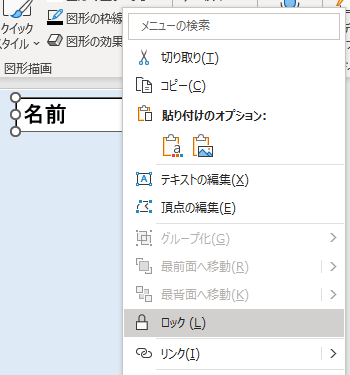 クイック
スタイル
図形の枠線
図形の効果
図形描画
名前
メニューの検索
切り取り(T)
コピー(C)
貼り付けのオプション:
テキストの編集(X)
頂点の編集(E)
グループ化(G)
最前面へ移動(R)
最背面へ移動(K)
ロック (L)
リンク(I)